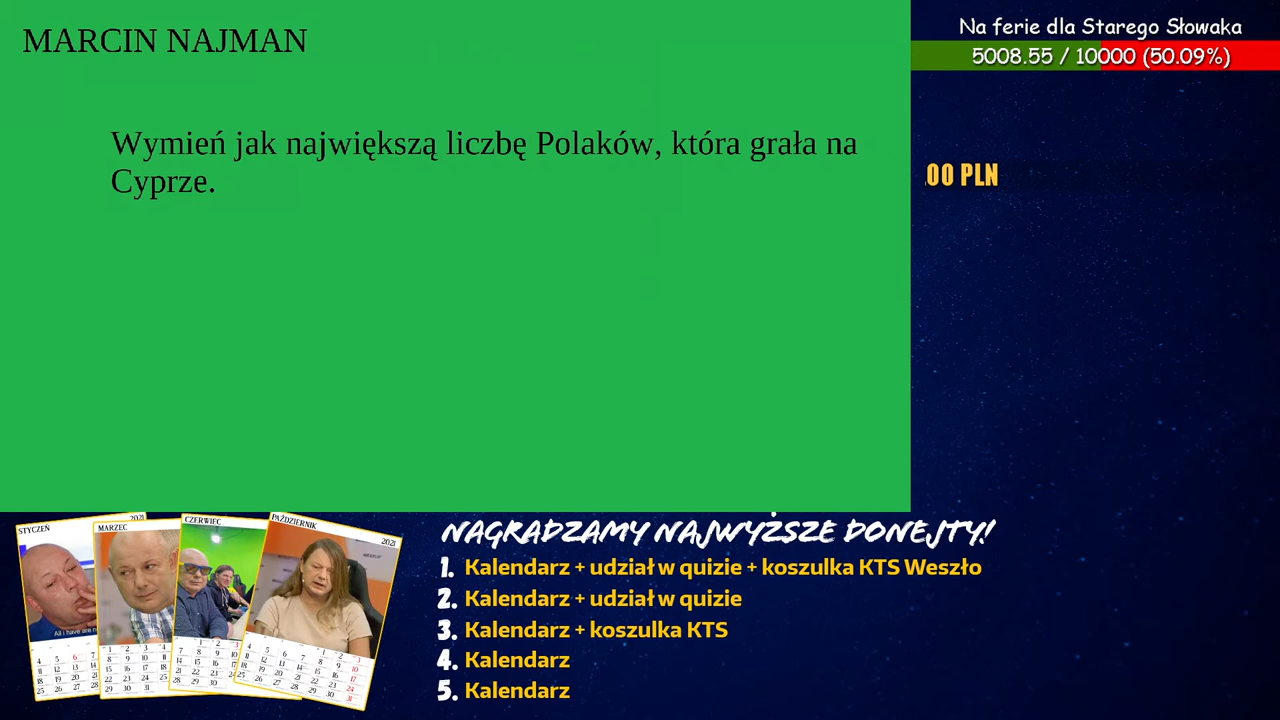 MARCIN NAJMAN
Wymień jak największą liczbę Polaków, która grała na
Cyprze.
Na ferie dla Starego Słowaka
5008.55 / 10000 (50.09%)
00 PLN
STYCZEŃ
2021
MARZEC
CZERWIEC
PAŹDZIERNIK
2021
NAGRADZAMY NAJWYŻSZE DONEJTY!
1. Kalendarz + udział w quizie + koszulka KTS Weszło
2. Kalendarz + udział w quizie
3. Kalendarz + koszulka KTS
4. Kalendarz
5. Kalendarz